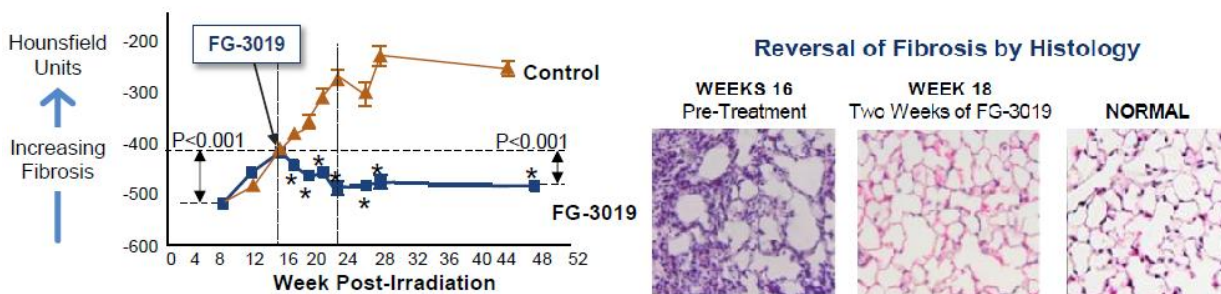 Hounsfield
Units
Increasing
Fibrosis
-200
-300
-400
-500
-600
FG-3019
Control
P<0.001
P<0.001
* * * * * *
FG-3019
0 4 8 12 16 20 24 28 32 36 40 44 48 52
Week Post-Irradiation
Reversal of Fibrosis by Histology
WEEKS 16
Pre-Treatment
WEEK 18
Two Weeks of FG-3019
NORMAL